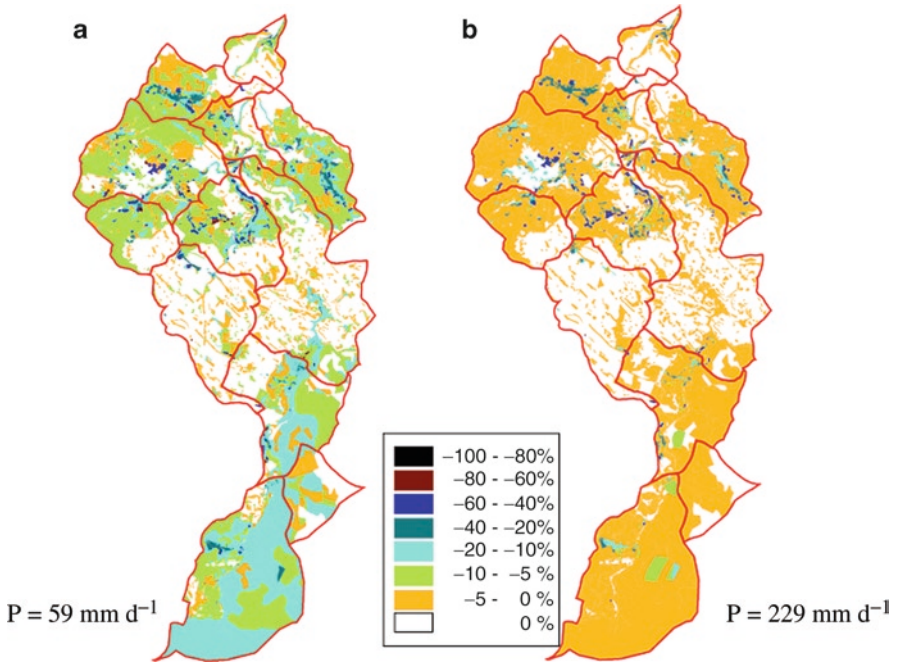 a
b
−100 - −80%
−80 - −60%
−60 - −40%
−40 - −20%
−20 - −10%
−10 - −5 %
−5 - 0 %
0 %
P = 59 mm d⁻¹
P = 229 mm d⁻¹